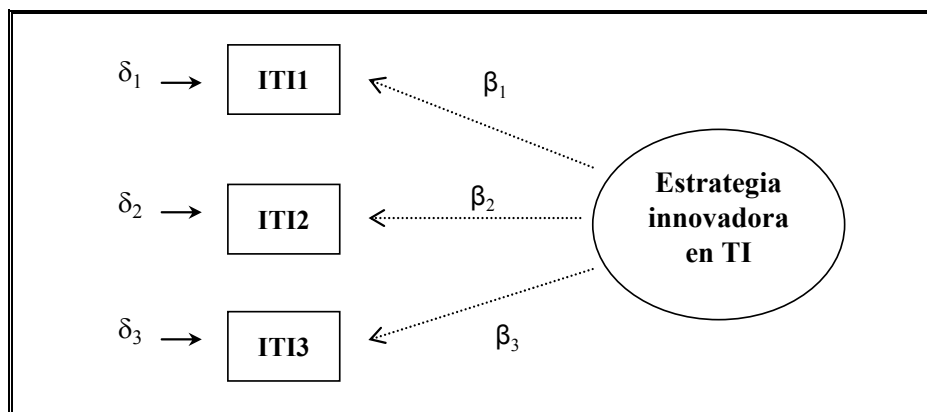 δ1
ITI1
β1
Estrategia
innovadora
en TI
δ2
ITI2
β2
δ3
ITI3
β3